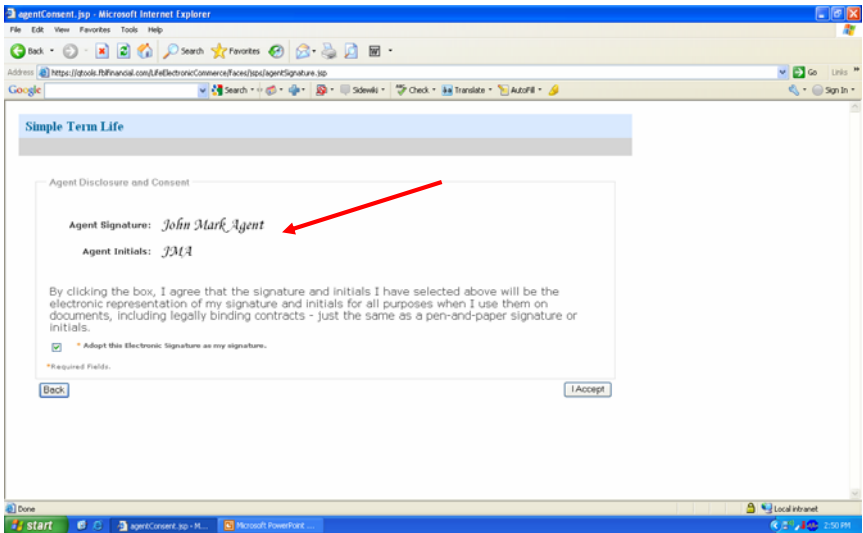 agentConsent.jsp - Microsoft Internet Explorer
File Edit View Favorites Tools Help
Back Search Favorites
Address https://qtools.fblfinancial.com/LifeElectronicCommerce/faces/jsps/agentSignature.jsp Go Links »
Google Search Sidewiki Check Translate AutoFill Sign In
Simple Term Life
Agent Disclosure and Consent
Agent Signature: John Mark Agent
Agent Initials: JMA
By clicking the box, I agree that the signature and initials I have selected above will be the
electronic representation of my signature and initials for all purposes when I use them on
documents, including legally binding contracts - just the same as a pen-and-paper signature or
initials.
* Adopt this Electronic Signature as my signature.
*Required Fields.
Back I Accept
Done Local intranet
start agentConsent.jsp - M... Microsoft PowerPoint ... 2:50 PM